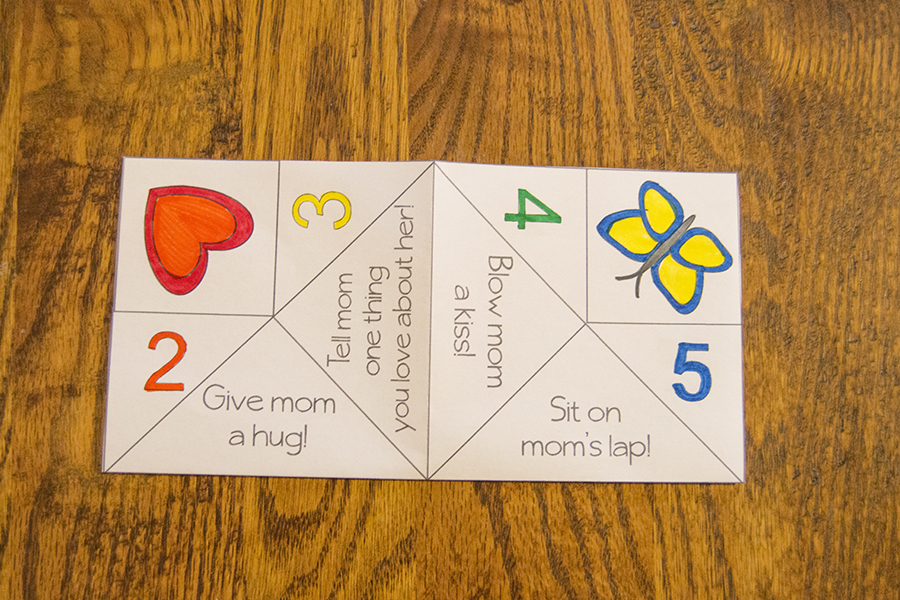 3
Tell mom
one thing
you love about her!
4
Blow mom
a kiss!
2
Give mom
a hug!
5
Sit on
mom's lap!